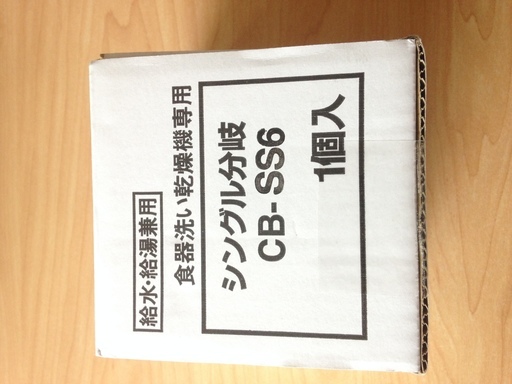 給水・給湯兼用
食器洗い乾燥機専用
シングル分岐
CB-SS6
1個入